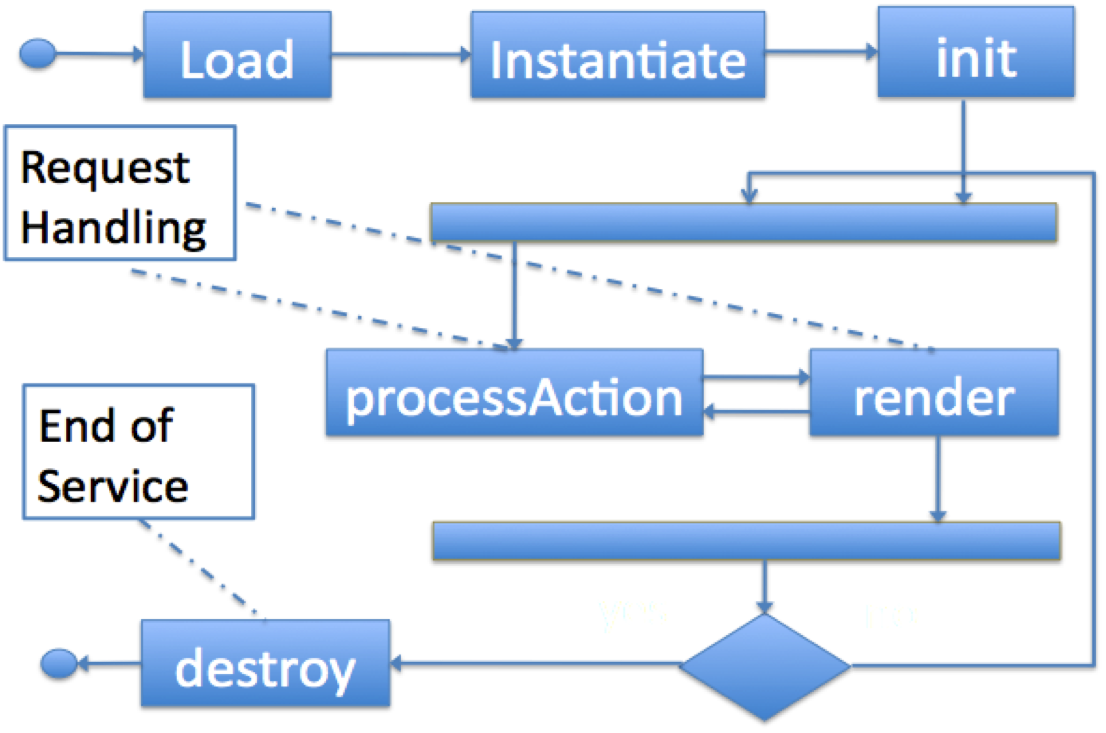 Load
Instantiate
init
Request
Handling
processAction
render
End of
Service
destroy